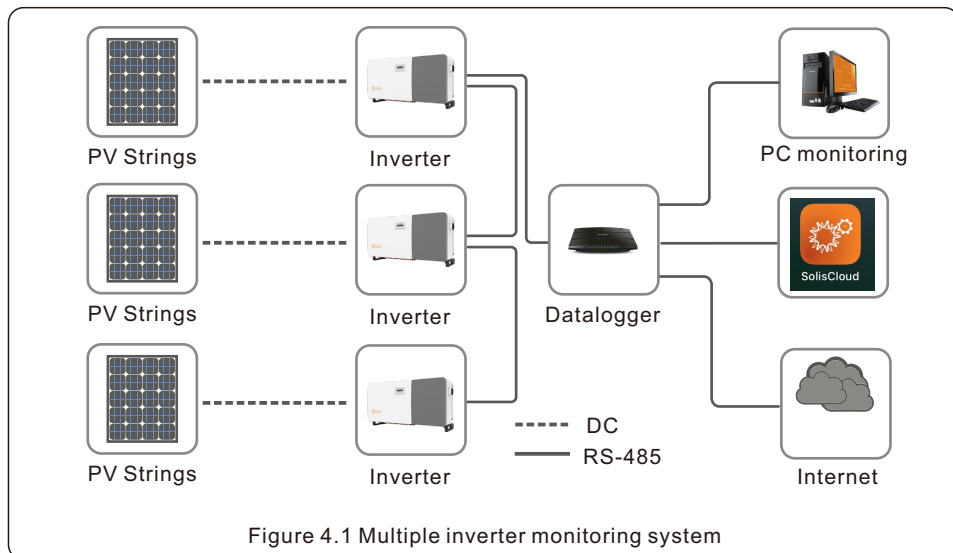 PV Strings
Inverter
PC monitoring
SolisCloud
PV Strings
Inverter
Datalogger
PV Strings
Inverter
DC
RS-485
Internet
Figure 4.1 Multiple inverter monitoring system